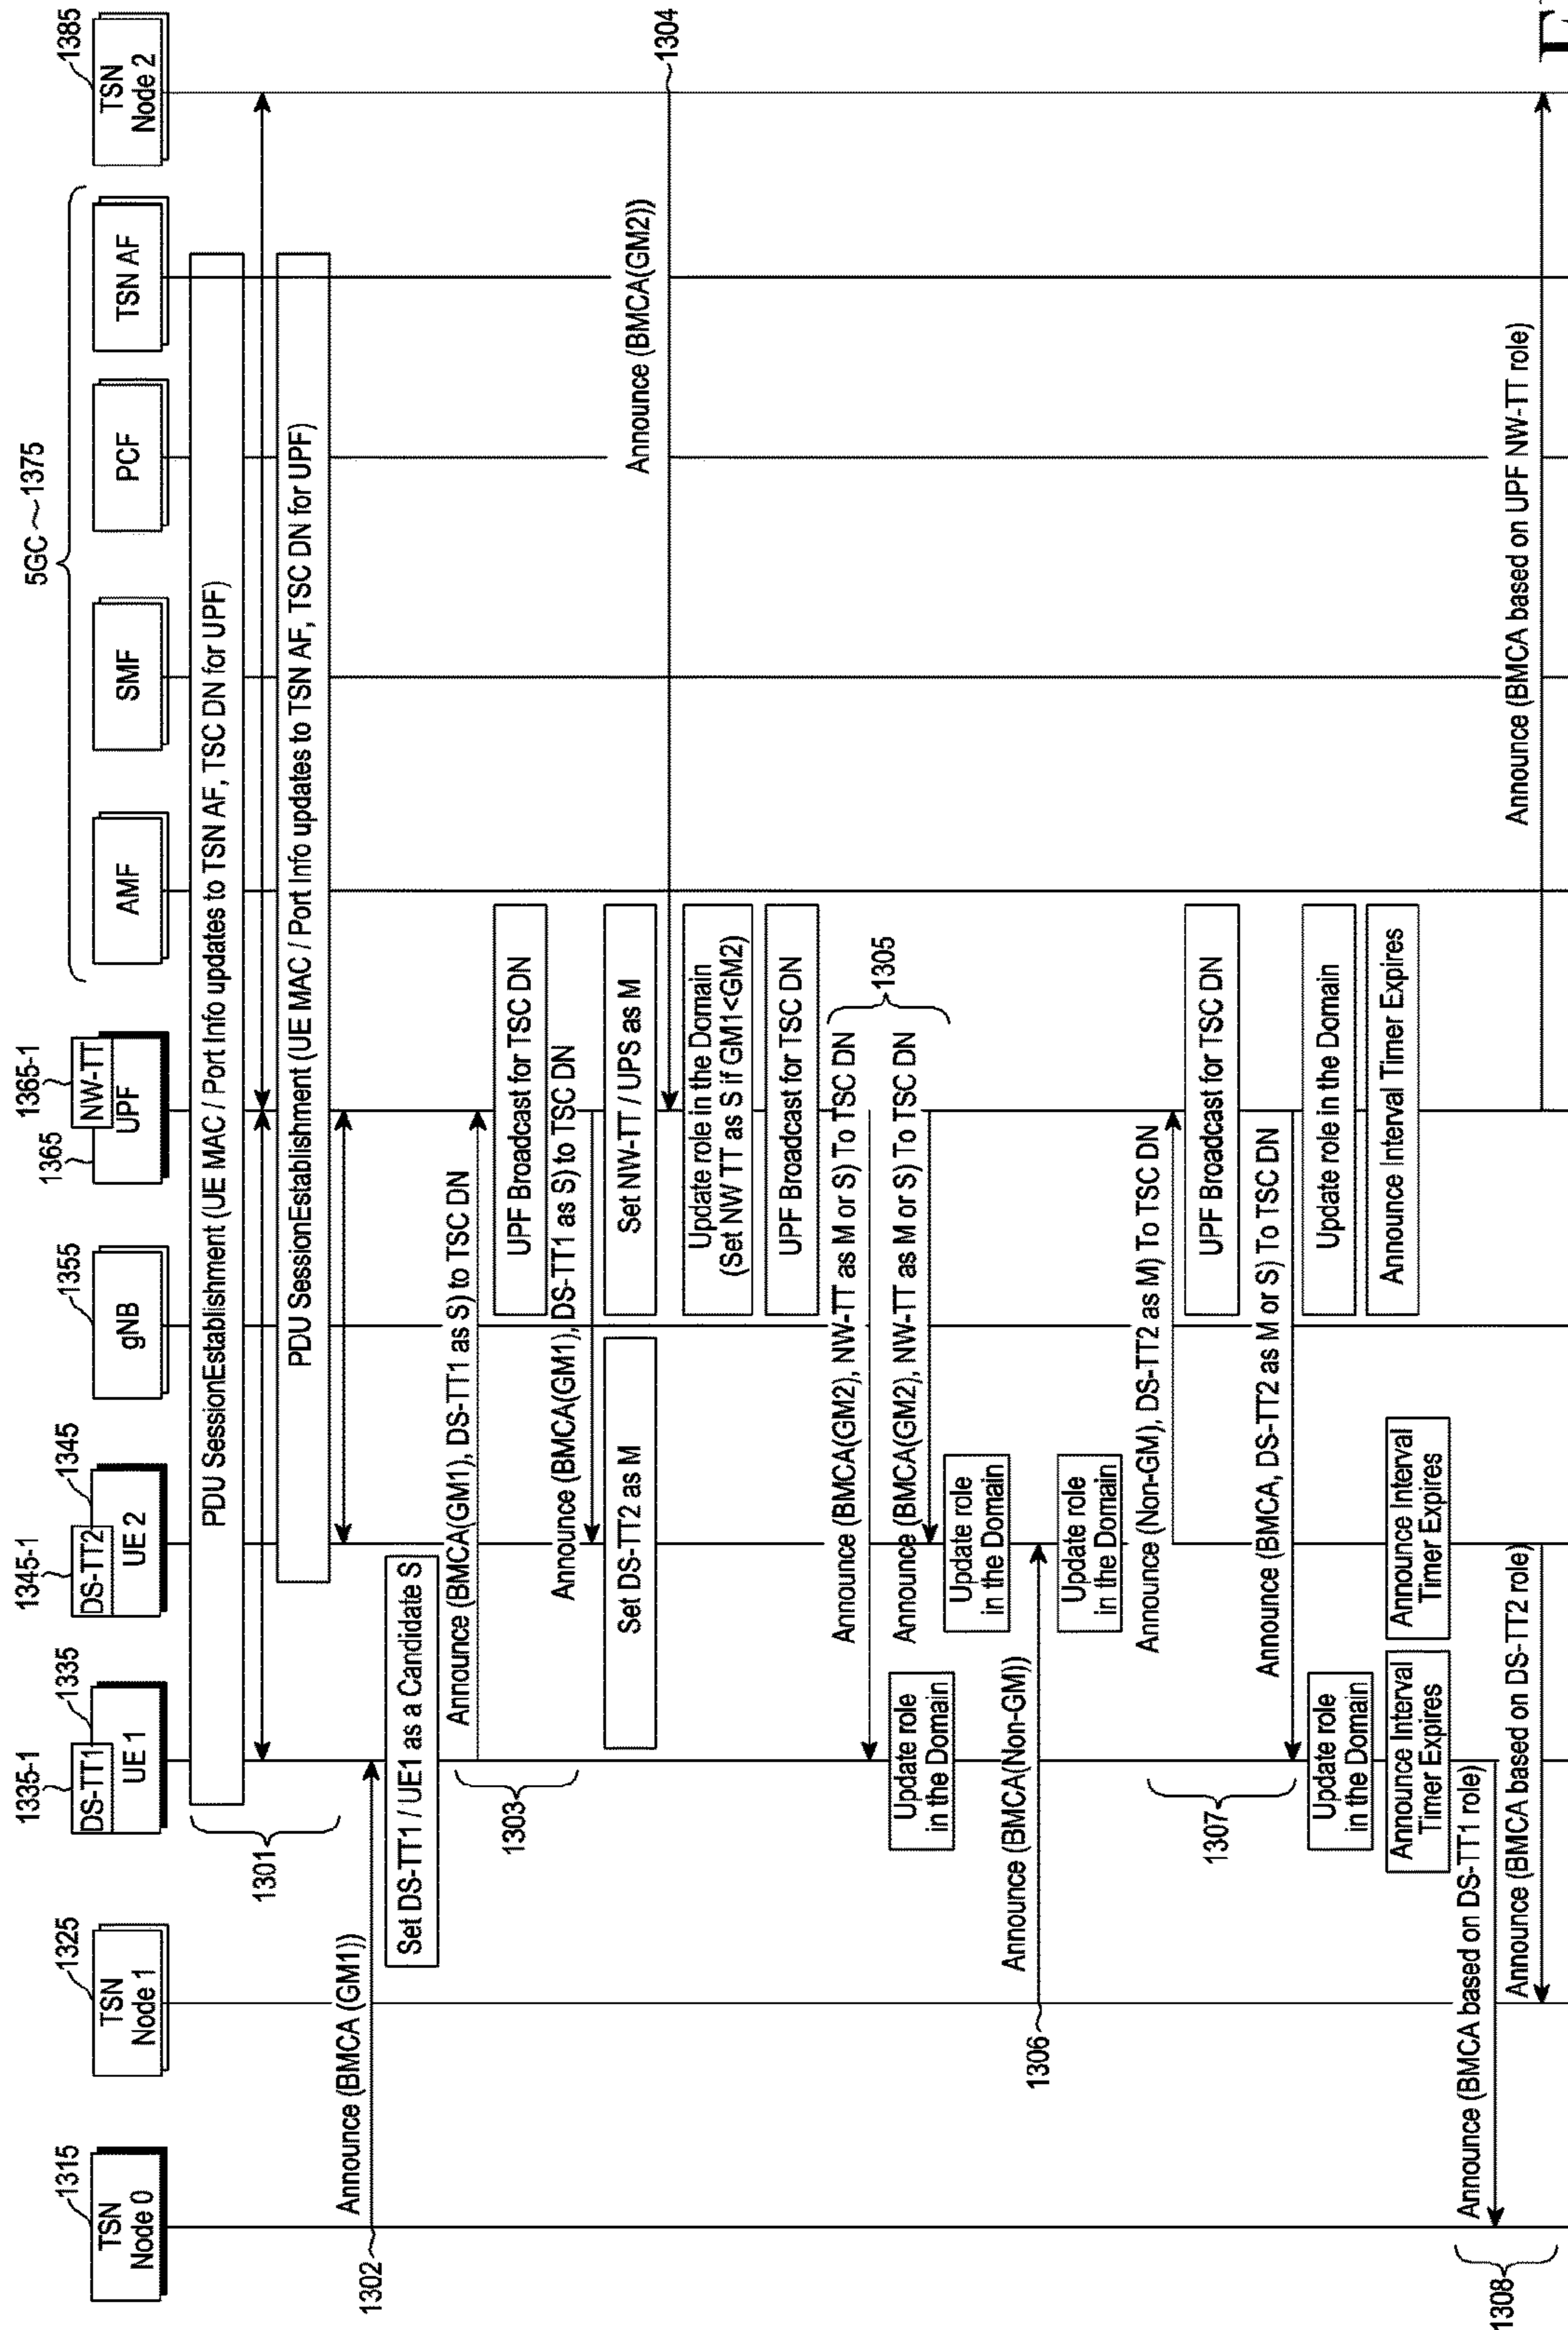 5GC ~1375
1315
1325
1335-1
1335
1345-1
1345
1355
1365
1365-1
1385
TSN
Node 0
TSN
Node 1
DS-TT1
UE 1
DS-TT2
UE 2
gNB
NW-TT
UPF
AMF
SMF
PCF
TSN AF
TSN
Node 2
PDU SessionEstablishment (UE MAC / Port Info updates to TSN AF, TSC DN for UPF)
1301
PDU SessionEstablishment (UE MAC / Port Info updates to TSN AF, TSC DN for UPF)
Announce (BMCA (GM1))
1302
Set DS-TT1 / UE1 as a Candidate S
Announce (BMCA(GM1), DS-TT1 as S) to TSC DN
1303
UPF Broadcast for TSC DN
Announce (BMCA(GM1), DS-TT1 as S) to TSC DN
Set DS-TT2 as M
Set NW-TT / UPS as M
Announce (BMCA(GM2))
1304
Update role in the Domain
(Set NW TT as S if GM1<GM2)
UPF Broadcast for TSC DN
Announce (BMCA(GM2), NW-TT as M or S) To TSC DN
1305
Announce (BMCA(GM2), NW-TT as M or S) To TSC DN
Update role
in the Domain
Update role
in the Domain
Announce (BMCA(Non-GM))
1306
Update role
in the Domain
Announce (Non-GM), DS-TT2 as M) To TSC DN
1307
UPF Broadcast for TSC DN
Announce (BMCA, DS-TT2 as M or S) To TSC DN
Update role
in the Domain
Update role in the Domain
Announce Interval
Timer Expires
Announce Interval
Timer Expires
Announce Interval Timer Expires
Announce (BMCA based on DS-TT1 role)
1308
Announce (BMCA based on DS-TT2 role)
Announce (BMCA based on UPF NW-TT role)